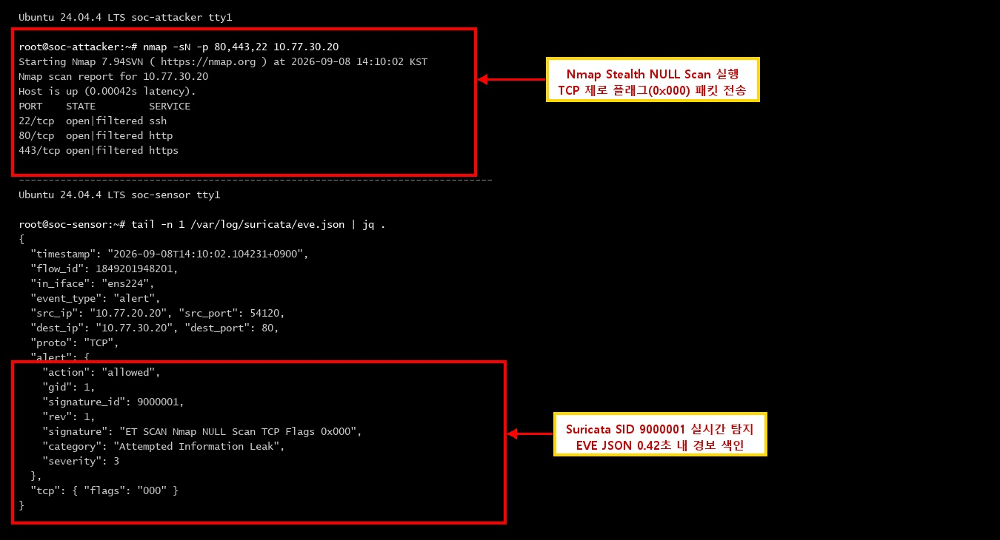 Ubuntu 24.04.4 LTS soc-attacker tty1
root@soc-attacker:~# nmap -sN -p 80,443,22 10.77.30.20
Starting Nmap 7.94SVN ( https://nmap.org ) at 2026-09-08 14:10:02 KST
Nmap scan report for 10.77.30.20
Host is up (0.00042s latency).
PORT    STATE         SERVICE
22/tcp  open|filtered ssh
80/tcp  open|filtered http
443/tcp open|filtered https
Nmap Stealth NULL Scan 실행
TCP 제로 플래그(0x000) 패킷 전송
--------------------------------------------------------------------------------
Ubuntu 24.04.4 LTS soc-sensor tty1
root@soc-sensor:~# tail -n 1 /var/log/suricata/eve.json | jq .
{
  "timestamp": "2026-09-08T14:10:02.104231+0900",
  "flow_id": 1849201948201,
  "in_iface": "ens224",
  "event_type": "alert",
  "src_ip": "10.77.20.20", "src_port": 54120,
  "dest_ip": "10.77.30.20", "dest_port": 80,
  "proto": "TCP",
  "alert": {
    "action": "allowed",
    "gid": 1,
    "signature_id": 9000001,
    "rev": 1,
    "signature": "ET SCAN Nmap NULL Scan TCP Flags 0x000",
    "category": "Attempted Information Leak",
    "severity": 3
  },
  "tcp": { "flags": "000" }
}
Suricata SID 9000001 실시간 탐지
EVE JSON 0.42초 내 경보 색인